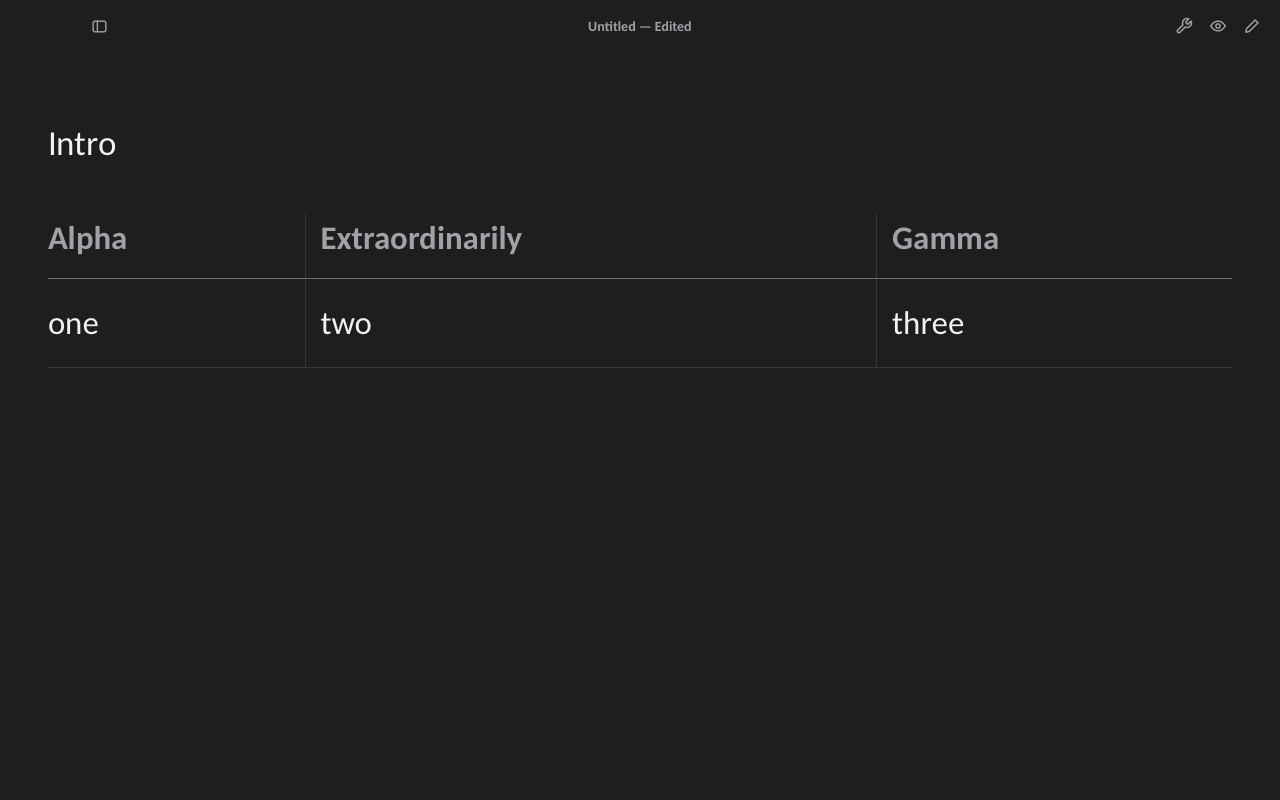 Untitled — Edited
Intro
Alpha Extraordinarily Gamma
one two three